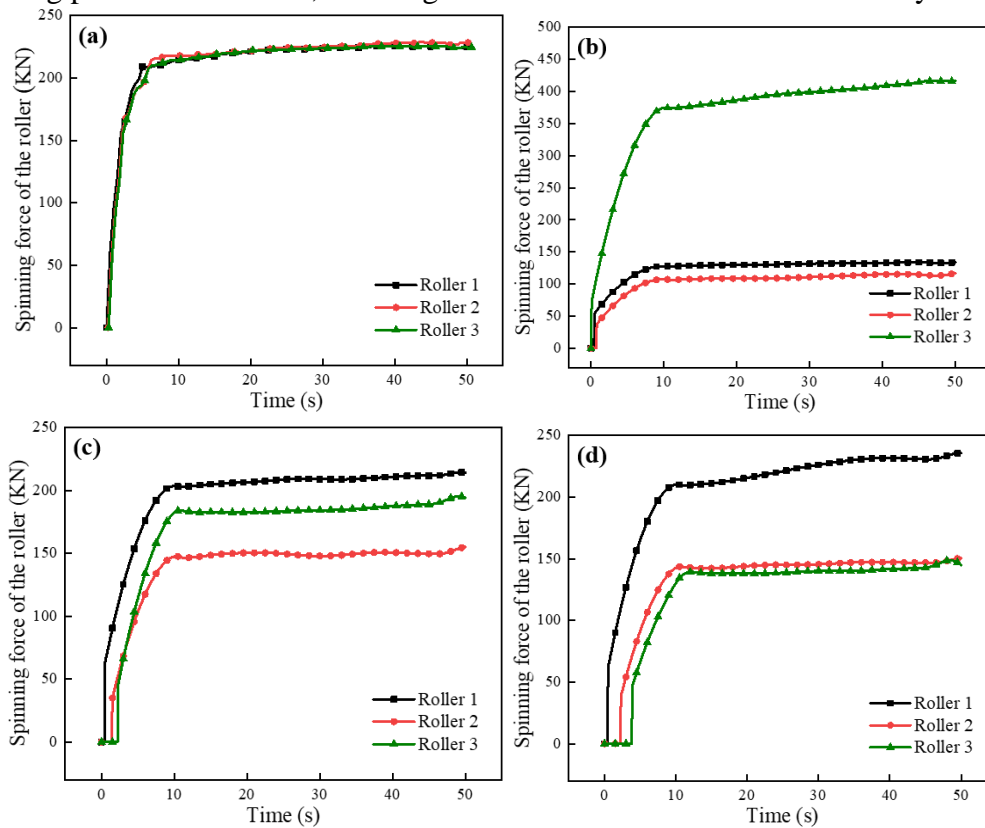 (a)
Spinning force of the roller (KN)
250
200
150
100
50
0
Roller 1
Roller 2
Roller 3
0 10 20 30 40 50
Time (s)
(b)
Spinning force of the roller (KN)
500
450
400
350
300
250
200
150
100
50
0
Roller 1
Roller 2
Roller 3
0 10 20 30 40 50
Time (s)
(c)
Spinning force of the roller (KN)
250
200
150
100
50
0
Roller 1
Roller 2
Roller 3
0 10 20 30 40 50
Time (s)
(d)
Spinning force of the roller (KN)
250
200
150
100
50
0
Roller 1
Roller 2
Roller 3
0 10 20 30 40 50
Time (s)